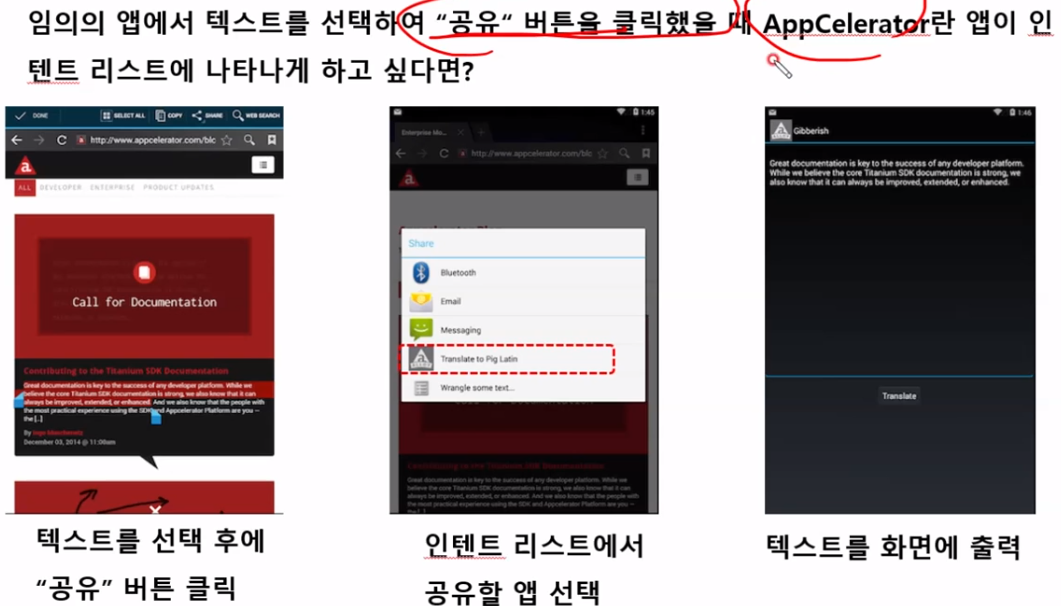 임의의 앱에서 텍스트를 선택하여 “공유“ 버튼을 클릭했을 때 AppCelerator란 앱이 인
텐트 리스트에 나타나게 하고 싶다면?
DONE SELECT ALL COPY SHARE WEB SEARCH
http://www.appcelerator.com/blc
ALL DEVELOPER ENTERPRISE PRODUCT UPDATES
Call for Documentation
Contributing to the Titanium SDK Documentation
Great documentation is key to the success of any developer platform. While we
believe the core Titanium SDK documentation is strong, we also know that it can
always be improved, extended, or enhanced. And we also know that the people with
the most practical experience using the SDK and Appcelerator Platform are you –
the [...]
By Ingo Muschenetz
December 03, 2014 @ 11:00am
텍스트를 선택 후에
“공유” 버튼 클릭
1:45
Enterprise Mo...
http://www.appcelerator.com/blc
Share
Bluetooth
Email
Messaging
Translate to Pig Latin
Wrangle some text...
Contributing to the Titanium SDK Documentation
Great documentation is key to the success of any developer platform. While we
believe the core Titanium SDK documentation is strong, we also know that it can
always be improved, extended, or enhanced. And we also know that the people with
the most practical experience using the SDK and Appcelerator Platform are you –
the [...]
인텐트 리스트에서
공유할 앱 선택
1:46
Gibberish
Great documentation is key to the success of any developer platform.
While we believe the core Titanium SDK documentation is strong, we
also know that it can always be improved, extended, or enhanced.
Translate
텍스트를 화면에 출력